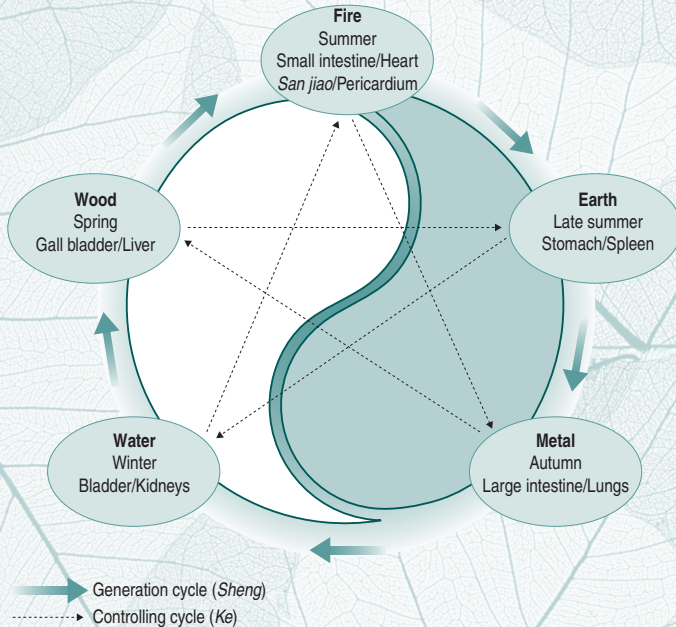 Fire
Summer
Small intestine/Heart
San jiao/Pericardium
Wood
Spring
Gall bladder/Liver
Earth
Late summer
Stomach/Spleen
Water
Winter
Bladder/Kidneys
Metal
Autumn
Large intestine/Lungs
Generation cycle (Sheng)
Controlling cycle (Ke)